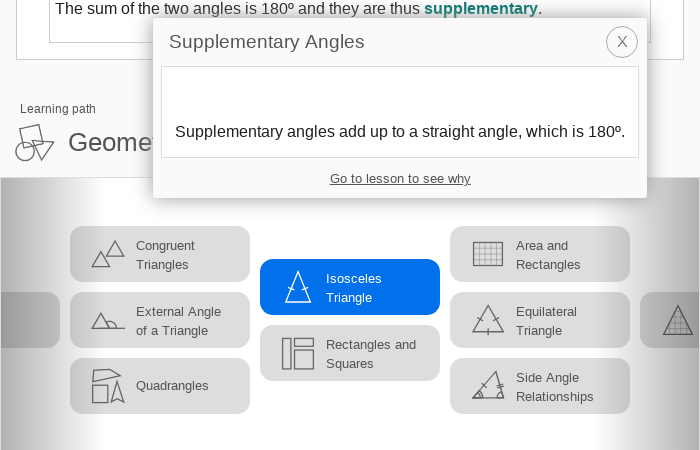 The sum of the two angles is 180º and they are thus supplementary.
Supplementary Angles
X
Supplementary angles add up to a straight angle, which is 180º.
Go to lesson to see why
Learning path
Geome
Congruent
Triangles
External Angle
of a Triangle
Quadrangles
Isosceles
Triangle
Rectangles and
Squares
Area and
Rectangles
Equilateral
Triangle
Side Angle
Relationships